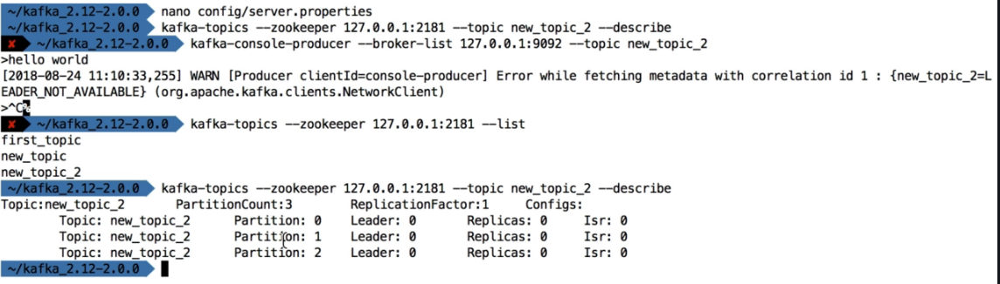 ~/kafka_2.12-2.0.0 nano config/server.properties
~/kafka_2.12-2.0.0 kafka-topics --zookeeper 127.0.0.1:2181 --topic new_topic_2 --describe
✘ ~/kafka_2.12-2.0.0 kafka-console-producer --broker-list 127.0.0.1:9092 --topic new_topic_2
>hello world
[2018-08-24 11:10:33,255] WARN [Producer clientId=console-producer] Error while fetching metadata with correlation id 1 : {new_topic_2=L
EADER_NOT_AVAILABLE} (org.apache.kafka.clients.NetworkClient)
>^C%
✘ ~/kafka_2.12-2.0.0 kafka-topics --zookeeper 127.0.0.1:2181 --list
first_topic
new_topic
new_topic_2
~/kafka_2.12-2.0.0 kafka-topics --zookeeper 127.0.0.1:2181 --topic new_topic_2 --describe
Topic:new_topic_2 PartitionCount:3 ReplicationFactor:1 Configs:
Topic: new_topic_2 Partition: 0 Leader: 0 Replicas: 0 Isr: 0
Topic: new_topic_2 Partition: 1 Leader: 0 Replicas: 0 Isr: 0
Topic: new_topic_2 Partition: 2 Leader: 0 Replicas: 0 Isr: 0
~/kafka_2.12-2.0.0